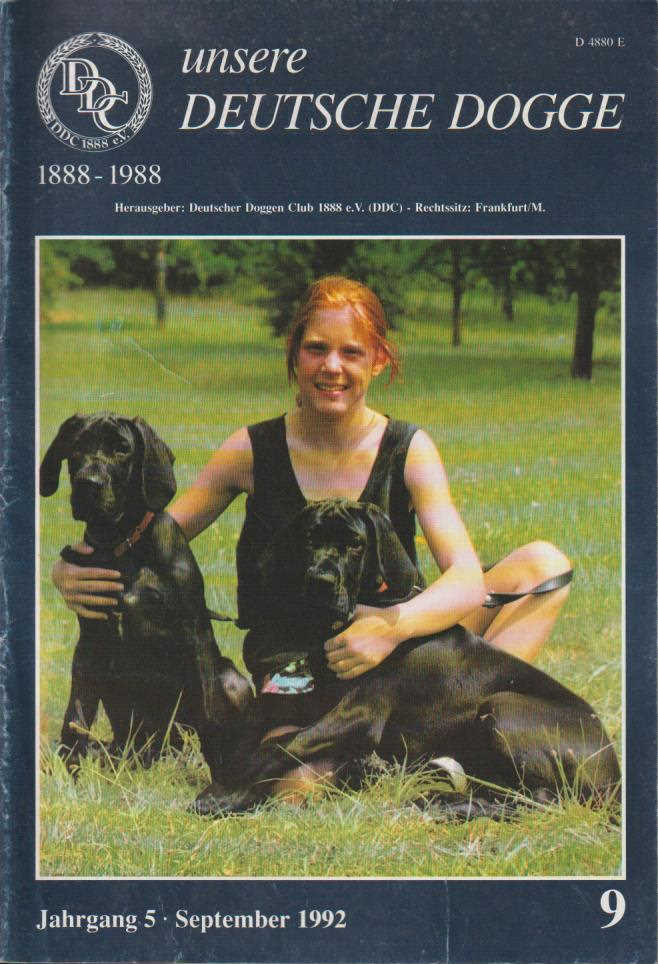 D 4880 E
unsere
DEUTSCHE DOGGE
DDC
DDC 1888 e.V.
1888 - 1988
Herausgeber: Deutscher Doggen Club 1888 e.V. (DDC) - Rechtssitz: Frankfurt/M.
Jahrgang 5 · September 1992
9